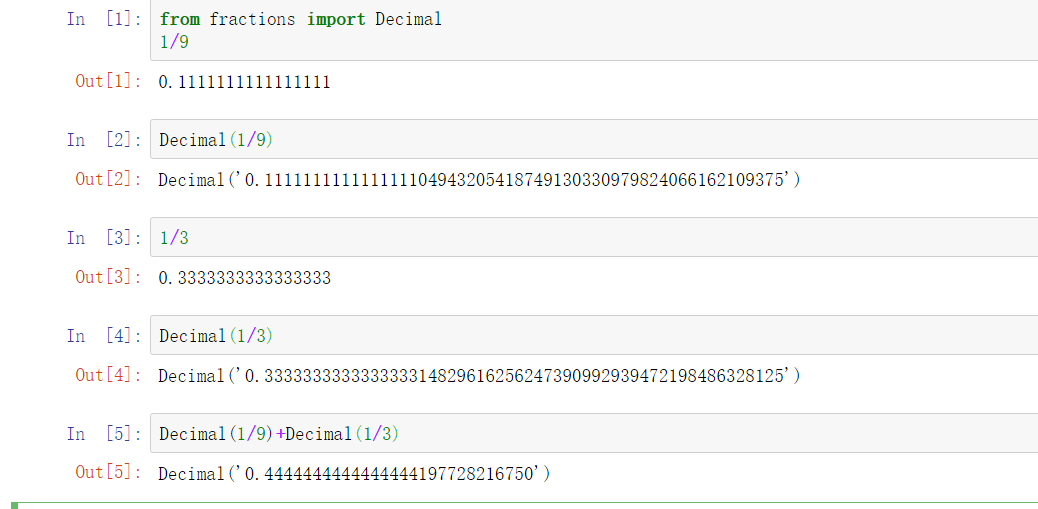 In [1]: from fractions import Decimal
1/9
Out[1]: 0.1111111111111111
In [2]: Decimal(1/9)
Out[2]: Decimal('0.111111111111111104943205418749130330979824066162109375')
In [3]: 1/3
Out[3]: 0.3333333333333333
In [4]: Decimal(1/3)
Out[4]: Decimal('0.333333333333333314829616256247390992939472198486328125')
In [5]: Decimal(1/9)+Decimal(1/3)
Out[5]: Decimal('0.4444444444444444197728216750')